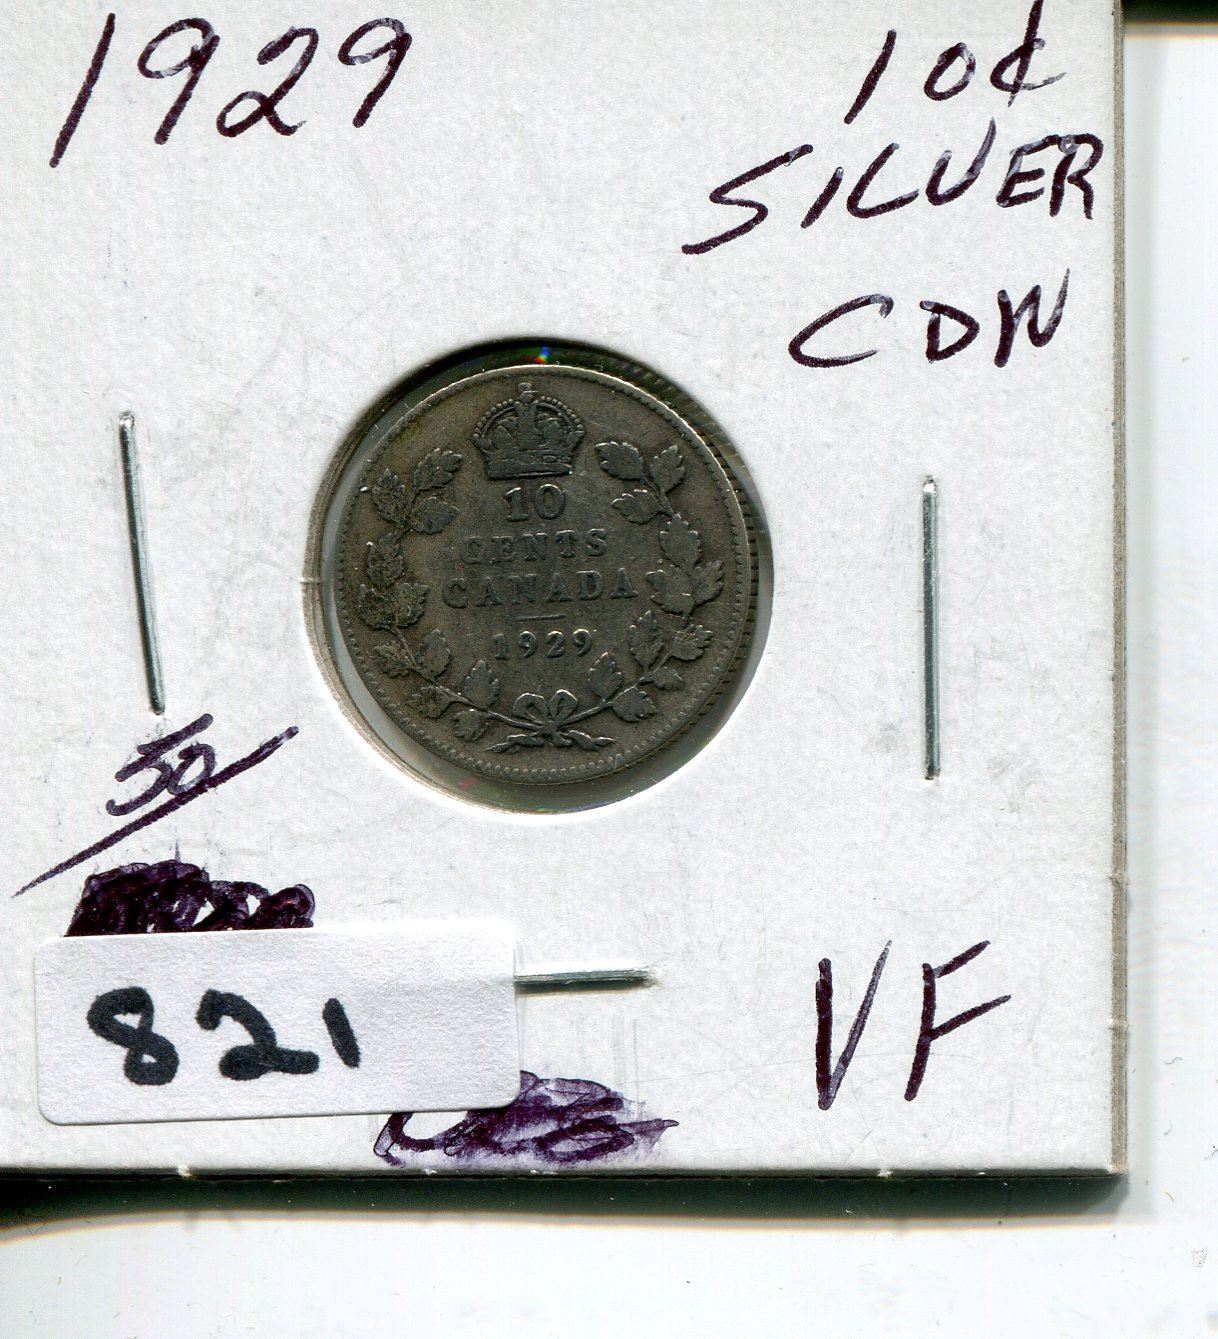 1929
10¢
SILVER
CDN
10
CENTS
CANADA
1929
50
821
VF